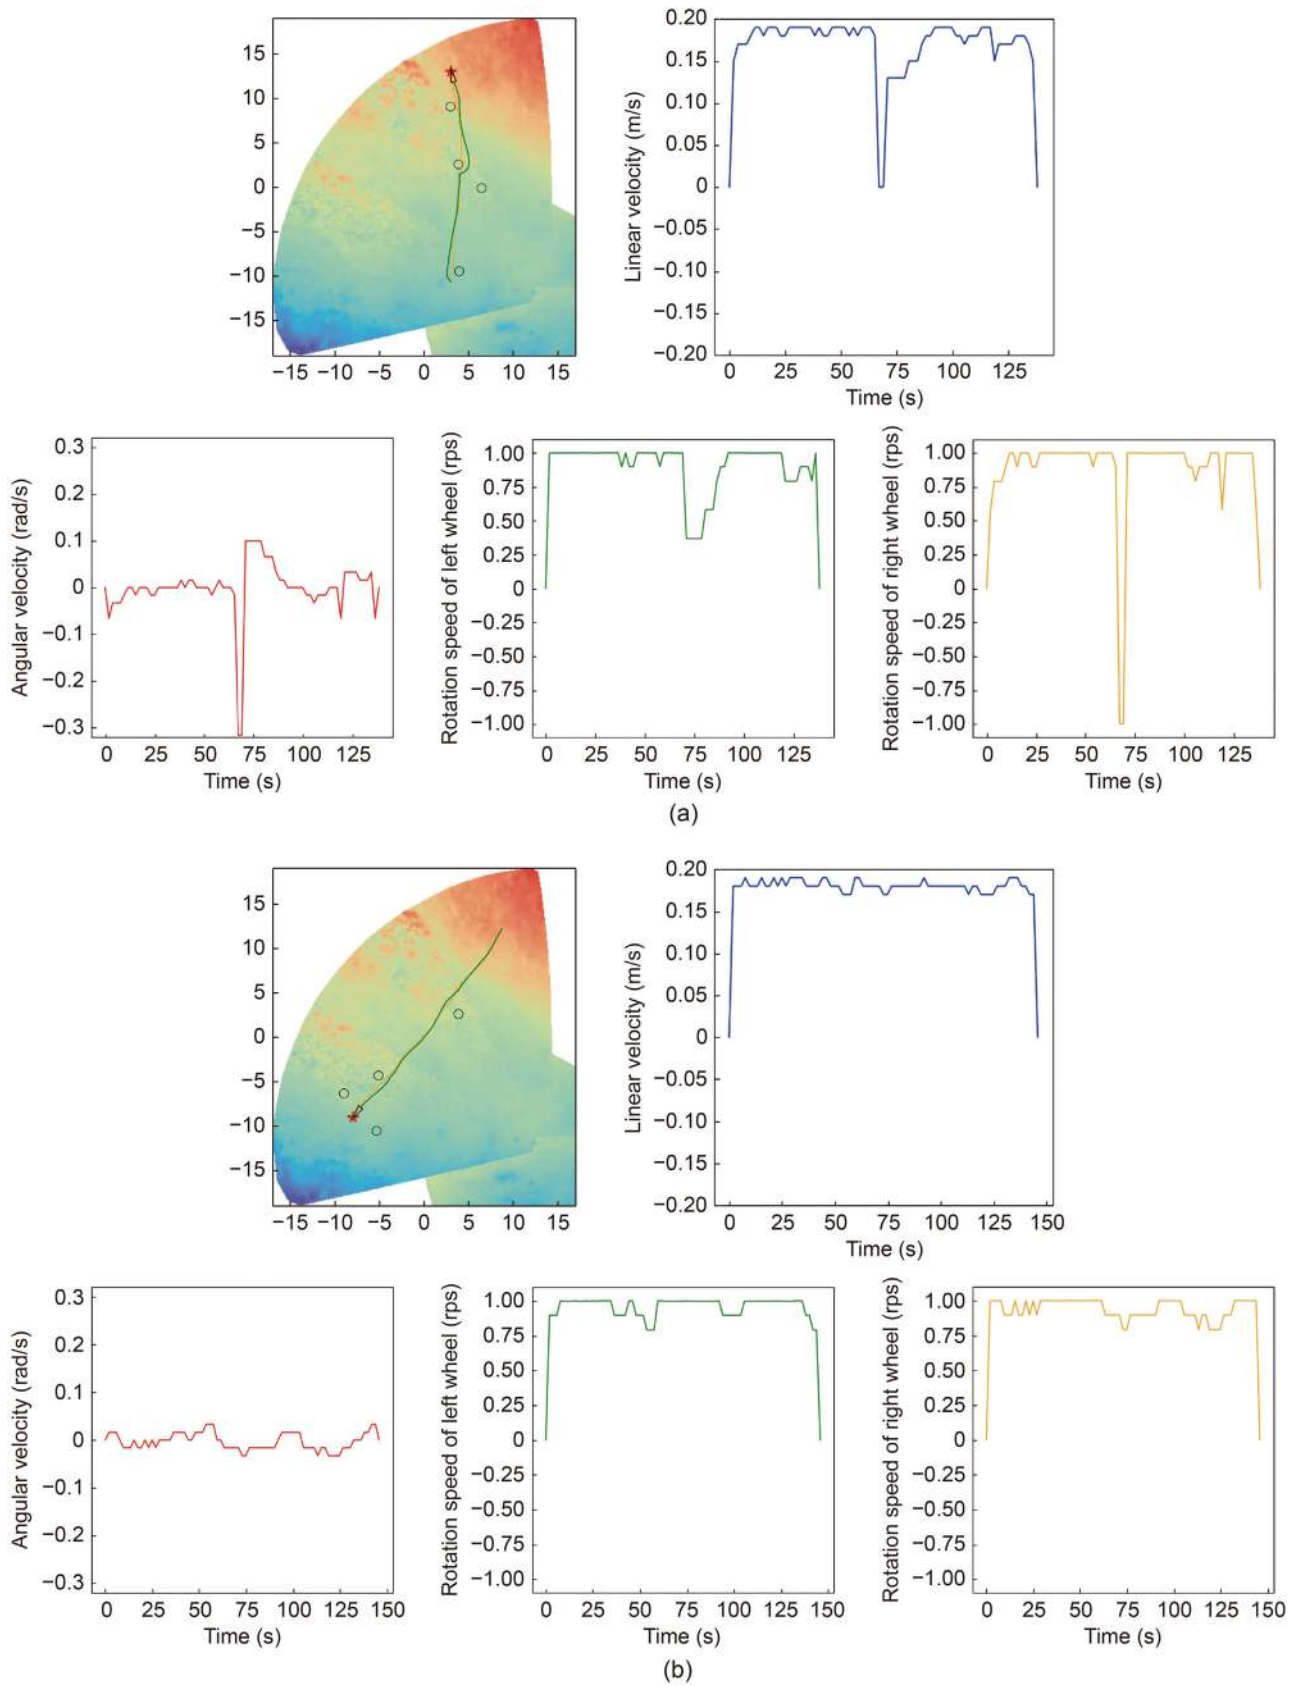 15
10
5
0
−5
−10
−15
−15 −10 −5 0 5 10 15
Linear velocity (m/s)
0.20
0.15
0.10
0.05
0
−0.05
−0.10
−0.15
−0.20
0 25 50 75 100 125
Time (s)
Angular velocity (rad/s)
0.3
0.2
0.1
0
−0.1
−0.2
−0.3
0 25 50 75 100 125
Time (s)
Rotation speed of left wheel (rps)
1.00
0.75
0.50
0.25
0
−0.25
−0.50
−0.75
−1.00
0 25 50 75 100 125
Time (s)
Rotation speed of right wheel (rps)
1.00
0.75
0.50
0.25
0
−0.25
−0.50
−0.75
−1.00
0 25 50 75 100 125
Time (s)
(a)
15
10
5
0
−5
−10
−15
−15 −10 −5 0 5 10 15
Linear velocity (m/s)
0.20
0.15
0.10
0.05
0
−0.05
−0.10
−0.15
−0.20
0 25 50 75 100 125 150
Time (s)
Angular velocity (rad/s)
0.3
0.2
0.1
0
−0.1
−0.2
−0.3
0 25 50 75 100 125 150
Time (s)
Rotation speed of left wheel (rps)
1.00
0.75
0.50
0.25
0
−0.25
−0.50
−0.75
−1.00
0 25 50 75 100 125 150
Time (s)
Rotation speed of right wheel (rps)
1.00
0.75
0.50
0.25
0
−0.25
−0.50
−0.75
−1.00
0 25 50 75 100 125 150
Time (s)
(b)